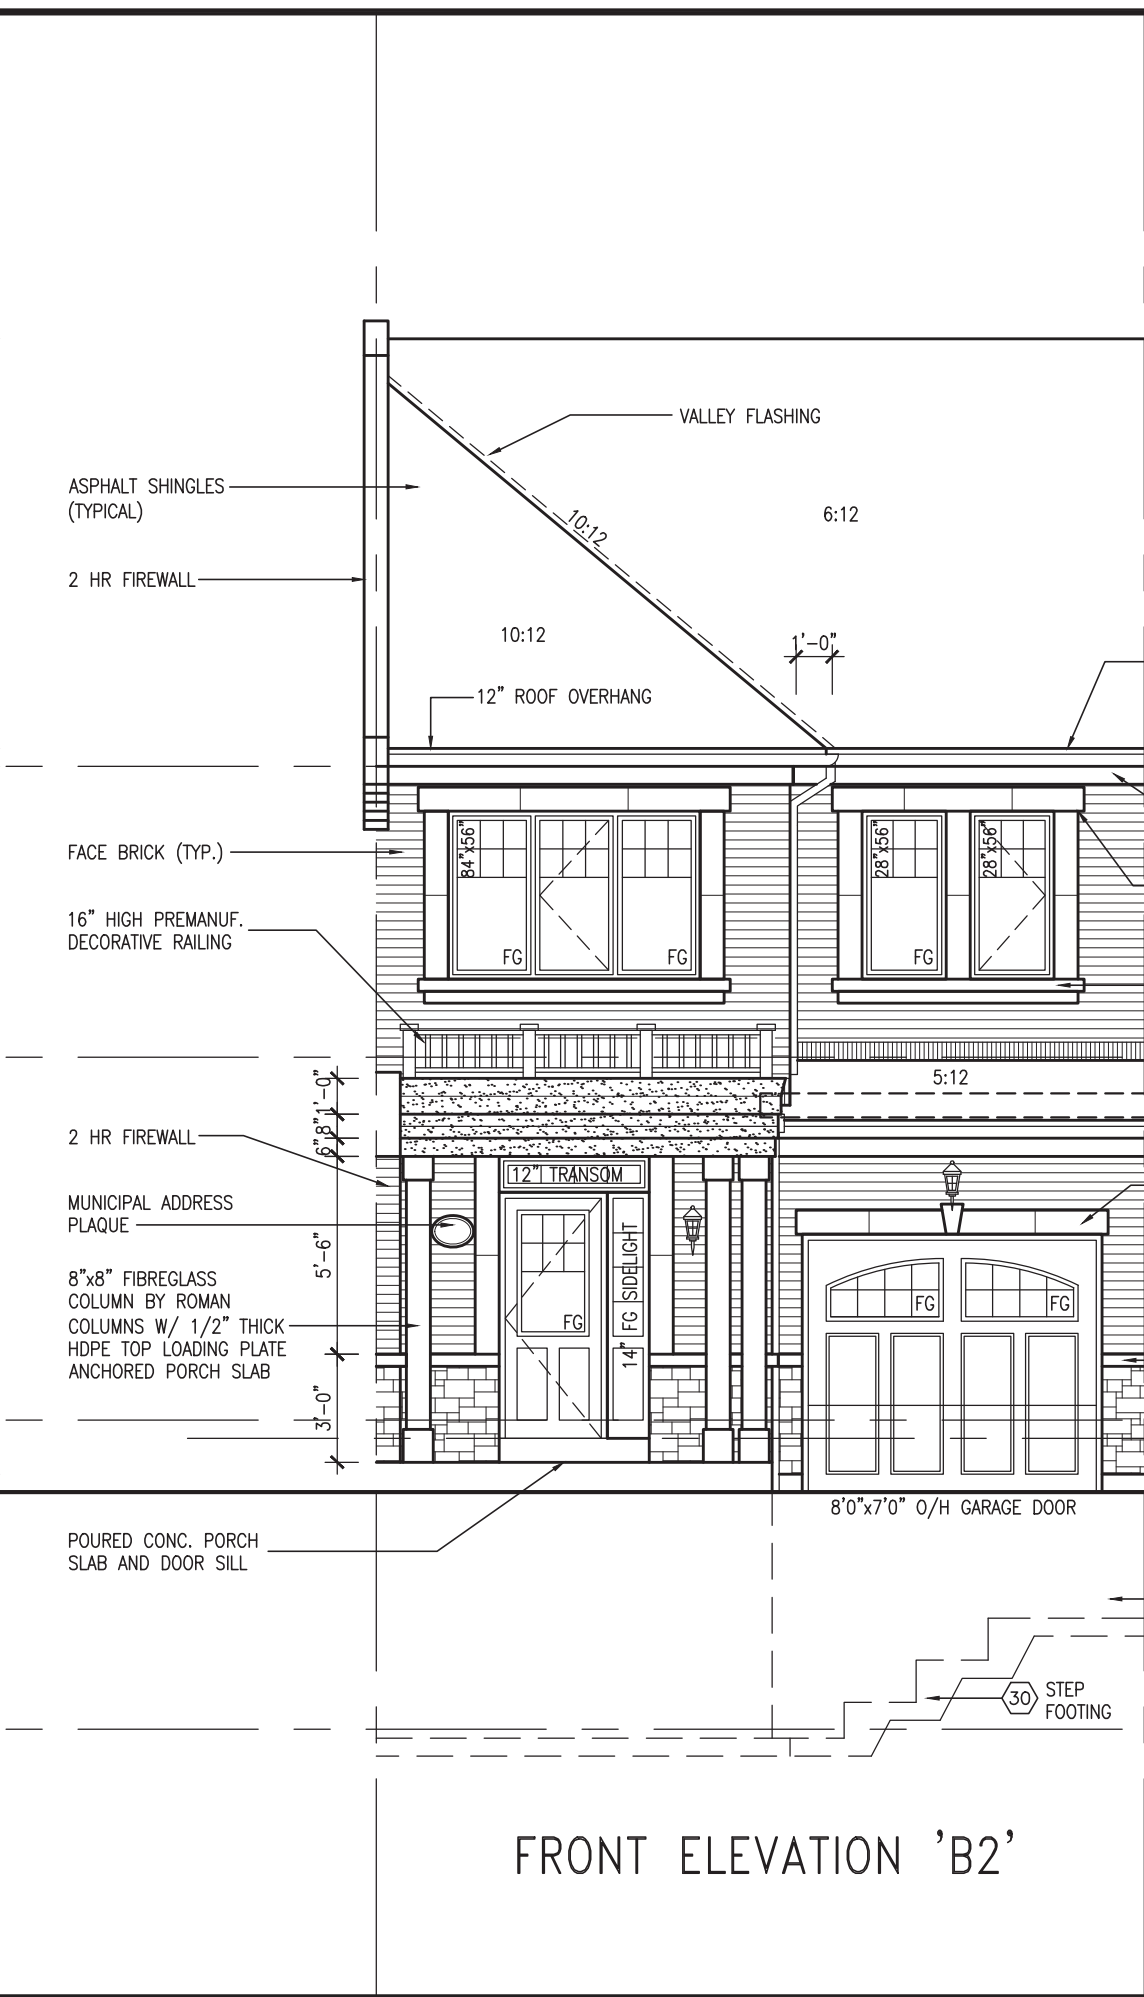 VALLEY FLASHING
ASPHALT SHINGLES
(TYPICAL)
6:12
10:12
2 HR FIREWALL
10:12
1'-0"
12" ROOF OVERHANG
84"x56"
28"x56"
28"x56"
FACE BRICK (TYP.)
16" HIGH PREMANUF.
DECORATIVE RAILING
FG
FG
FG
5:12
1'-0"
8"
6"
2 HR FIREWALL
12" TRANSOM
MUNICIPAL ADDRESS
PLAQUE
5'-6"
14" FG SIDELIGHT
8"x8" FIBREGLASS
COLUMN BY ROMAN
COLUMNS W/ 1/2" THICK
HDPE TOP LOADING PLATE
ANCHORED PORCH SLAB
FG
FG
FG
3'-0"
8'0"x7'0" O/H GARAGE DOOR
POURED CONC. PORCH
SLAB AND DOOR SILL
30
STEP
FOOTING
FRONT ELEVATION 'B2'